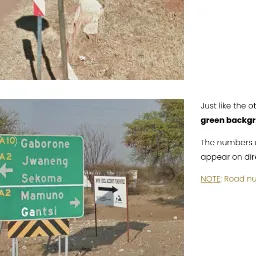 Just like the ot
green backgr
A10 Gaborone
A2 Jwaneng
Sekoma
A2 Mamuno
Gantsi
The numbers
appear on dire
NOTE: Road nu